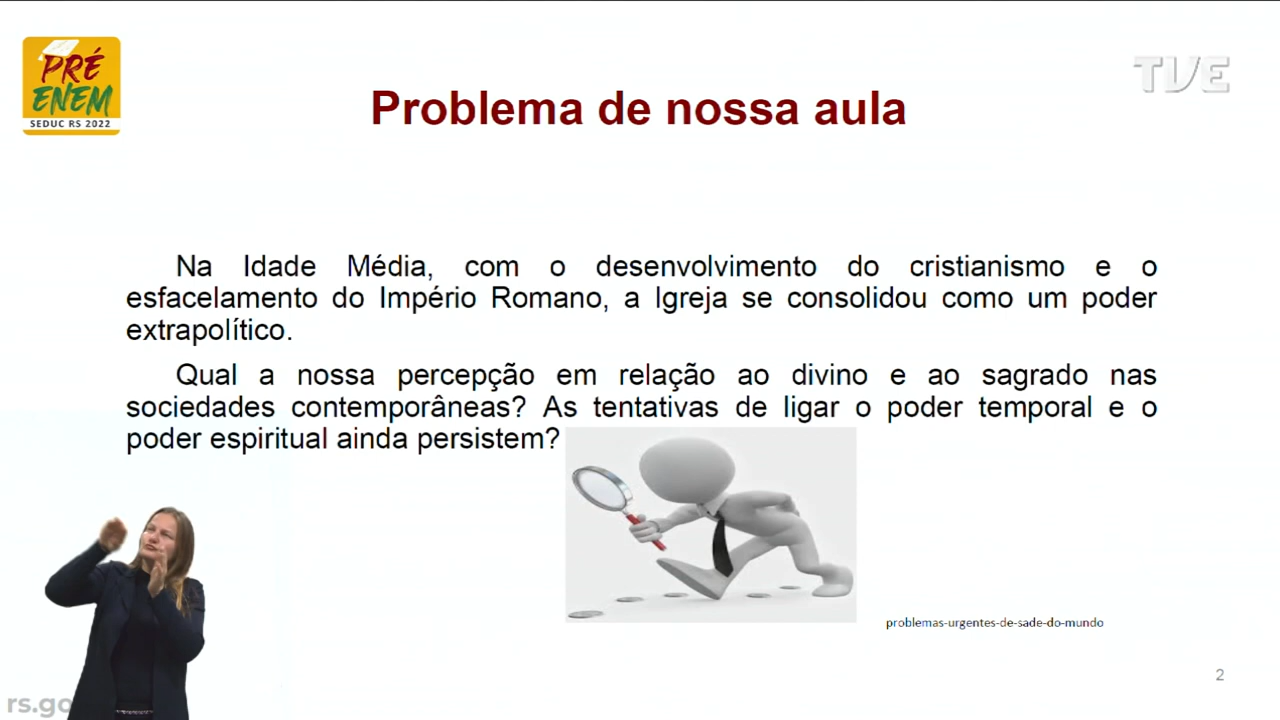 PRÉ
ENEM
SEDUC RS 2022
TVE
Problema de nossa aula
Na Idade Média, com o desenvolvimento do cristianismo e o
esfacelamento do Império Romano, a Igreja se consolidou como um poder
extrapolítico.
Qual a nossa percepção em relação ao divino e ao sagrado nas
sociedades contemporâneas? As tentativas de ligar o poder temporal e o
poder espiritual ainda persistem?
problemas-urgentes-de-sade-do-mundo
2
rs.go